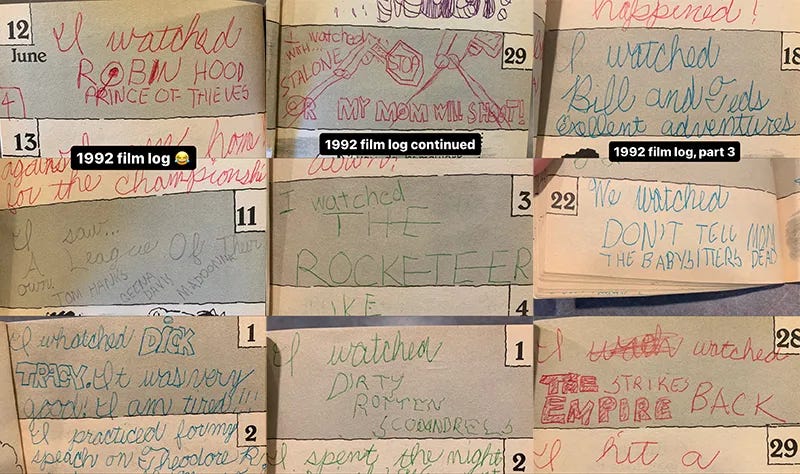 12
June
I watched
ROBIN HOOD
PRINCE OF THIEVES
4
13
1992 film log 😂
for the championship
I watched
WITH...
STALONE
STOP
29
OR MY MOM WILL SHOOT!
1992 film log continued
happened!
18
I watched
Bill and Teds
Exellent adventures
1992 film log, part 3
11
I saw...
A League Of Their
own.
TOM HANKS
GEENA
DAVIS
MADONNA
3
I watched
THE
ROCKETEER
4
22
We watched
DON'T TELL MOM
THE BABYSITTERS DEAD
1
I whatched DICK
TRACY. It was very
good! I am tired!!!
2
I practiced for my
speach on Theodore R
1
I watched
DIRTY
ROTTEN
SCOUNDRELS
2
I spent the night
28
I watched
THE STRIKES
EMPIRE BACK
29
I hit a